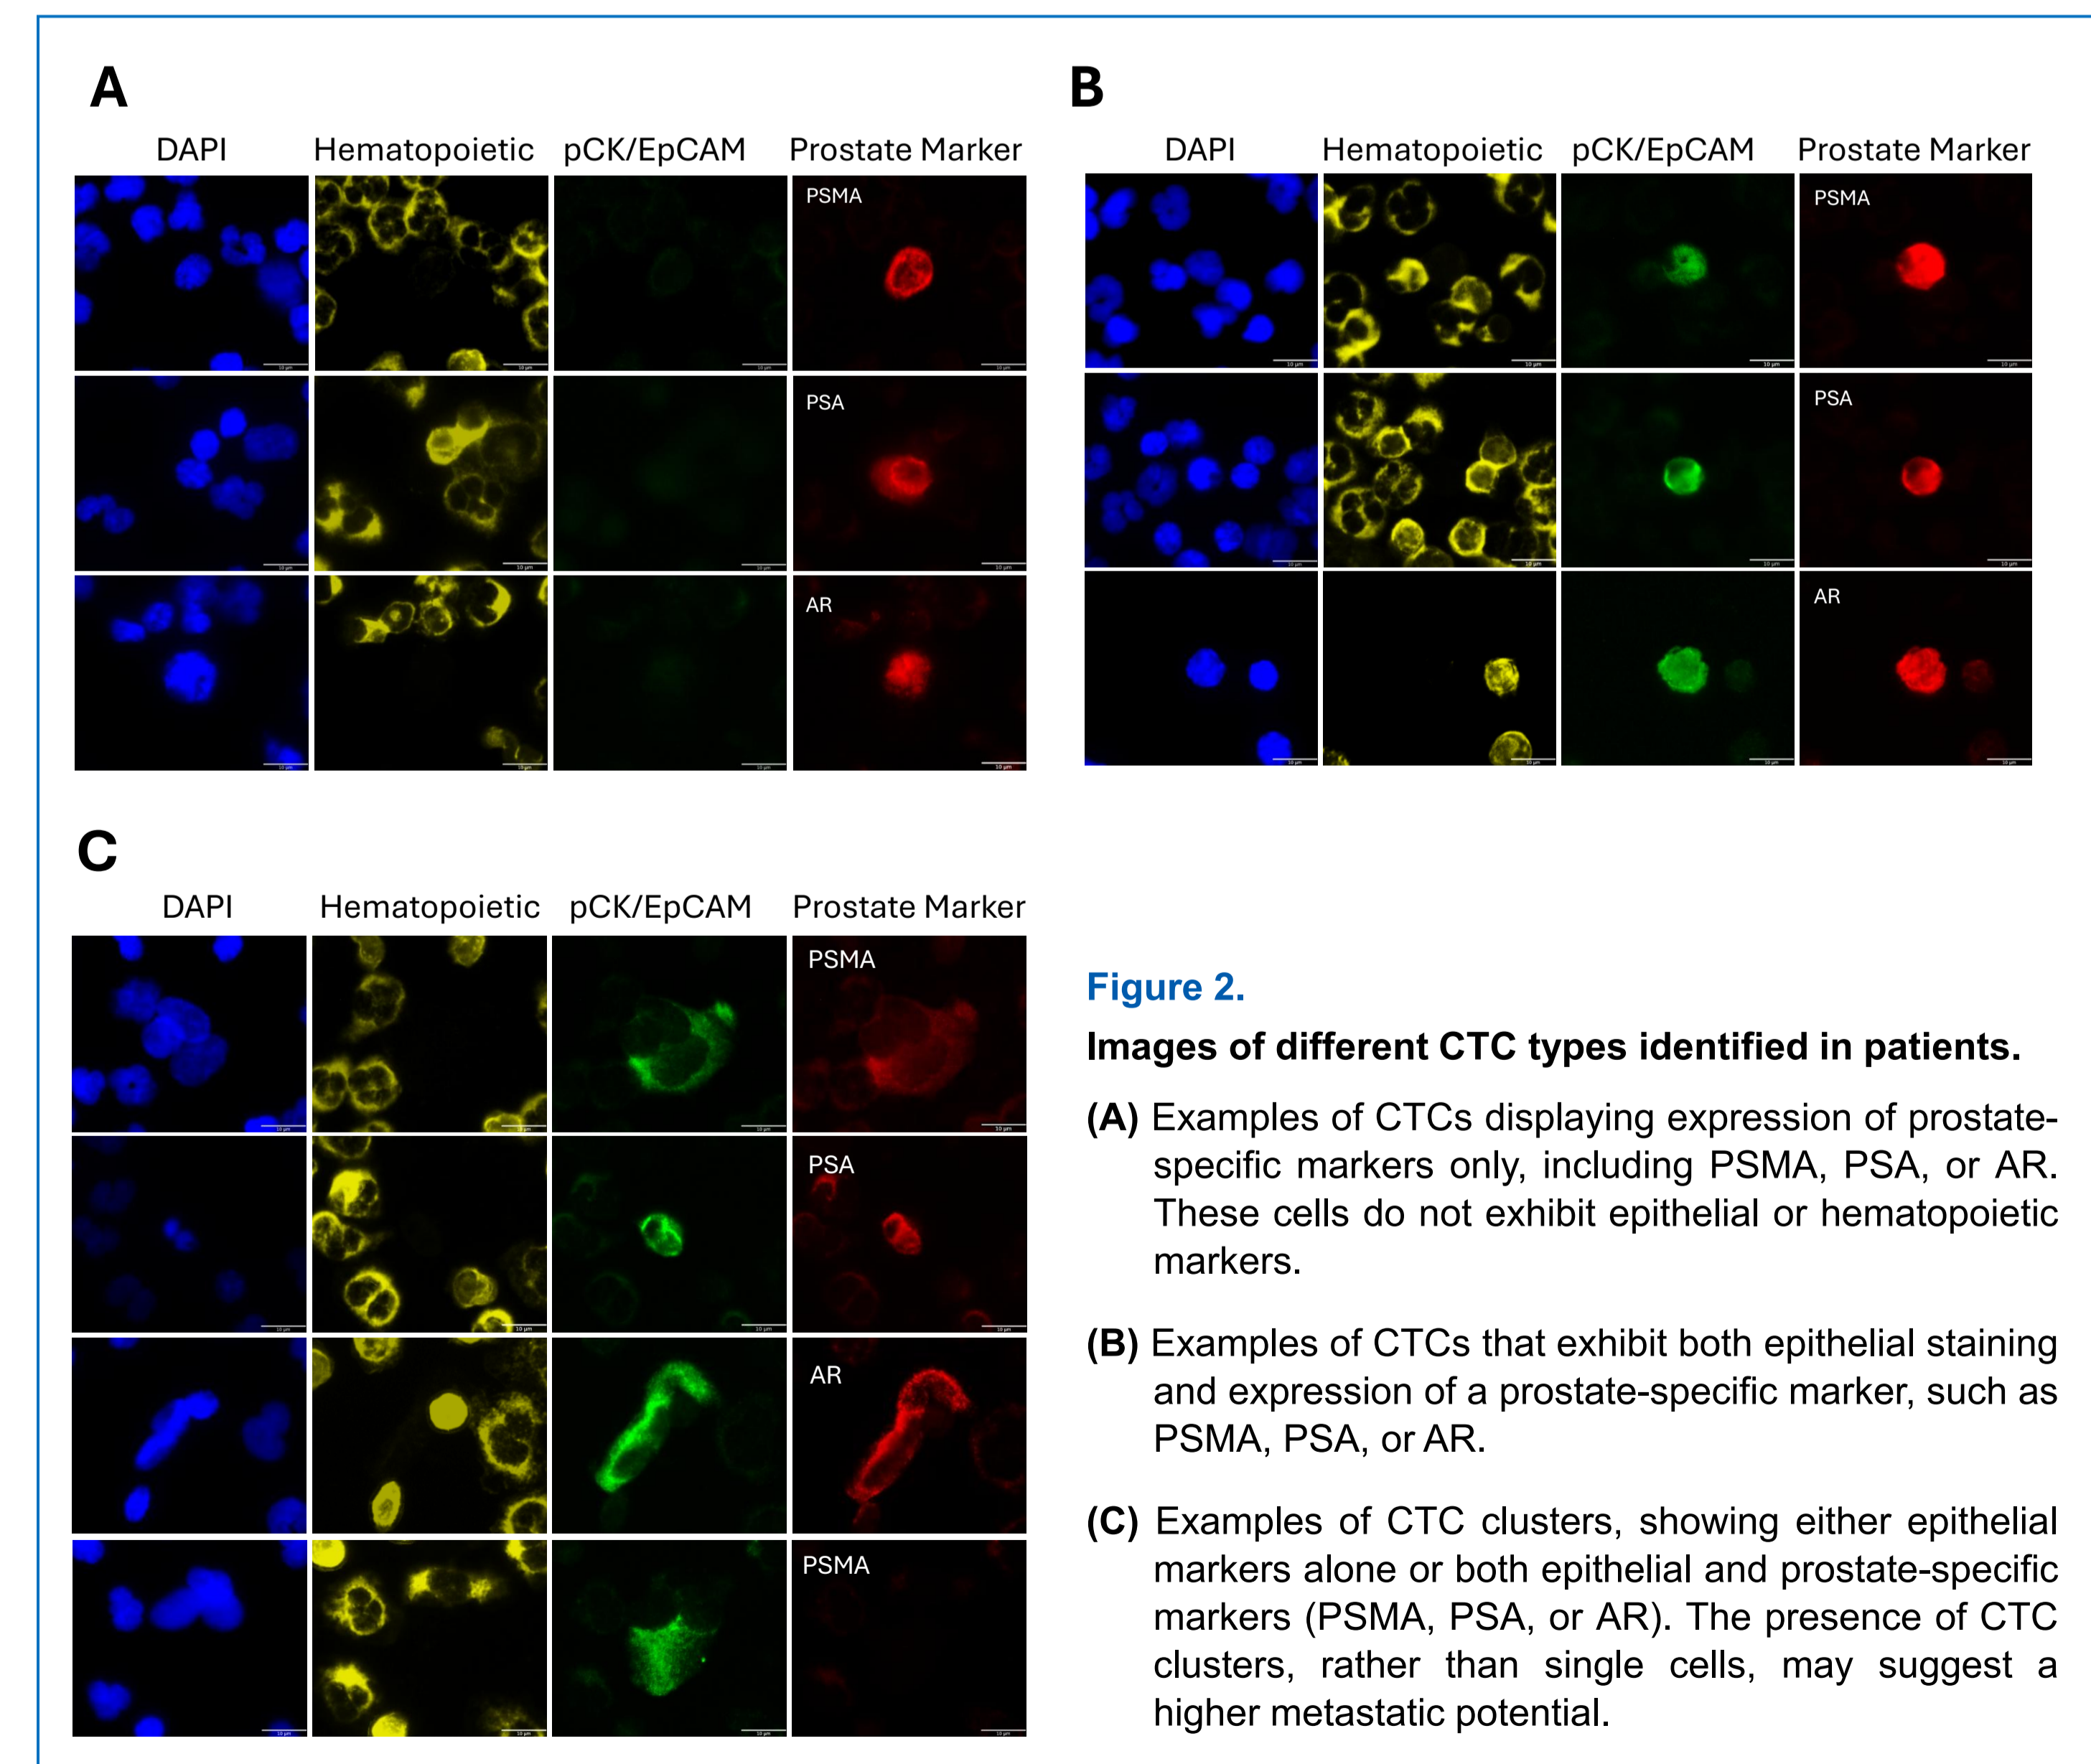 A
DAPI Hematopoietic pCK/EpCAM Prostate Marker
PSMA
PSA
AR
B
DAPI Hematopoietic pCK/EpCAM Prostate Marker
PSMA
PSA
AR
C
DAPI Hematopoietic pCK/EpCAM Prostate Marker
PSMA
PSA
AR
PSMA
Figure 2.
Images of different CTC types identified in patients.
(A) Examples of CTCs displaying expression of prostate-
specific markers only, including PSMA, PSA, or AR.
These cells do not exhibit epithelial or hematopoietic
markers.
(B) Examples of CTCs that exhibit both epithelial staining
and expression of a prostate-specific marker, such as
PSMA, PSA, or AR.
(C) Examples of CTC clusters, showing either epithelial
markers alone or both epithelial and prostate-specific
markers (PSMA, PSA, or AR). The presence of CTC
clusters, rather than single cells, may suggest a
higher metastatic potential.